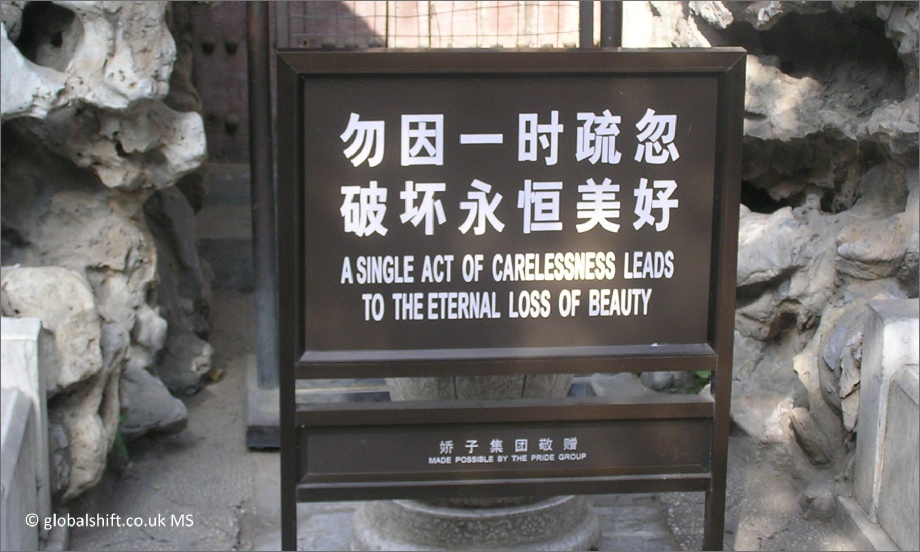 勿因一时疏忽
破坏永恒美好
A SINGLE ACT OF CARELESSNESS LEADS
TO THE ETERNAL LOSS OF BEAUTY
娇子集团敬赠
MADE POSSIBLE BY THE PRIDE GROUP
© globalshift.co.uk MS